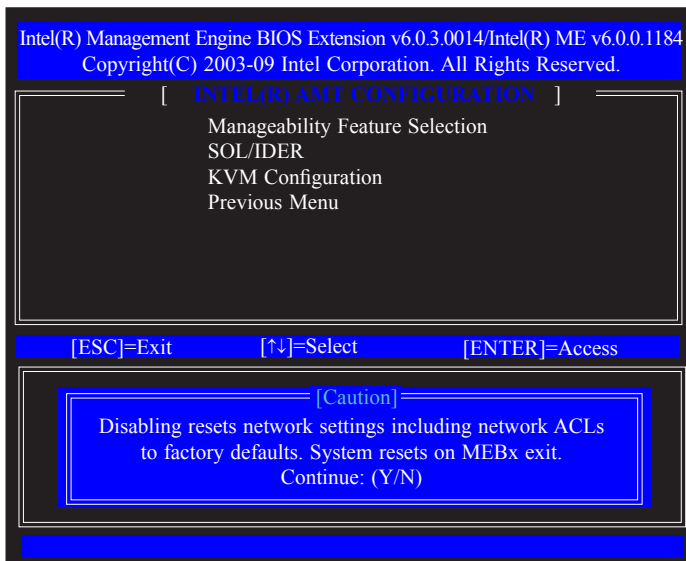 Intel(R) Management Engine BIOS Extension v6.0.3.0014/Intel(R) ME v6.0.0.1184
Copyright(C) 2003-09 Intel Corporation. All Rights Reserved.
[ INTEL(R) AMT CONFIGURATION ]
Manageability Feature Selection
SOL/IDER
KVM Configuration
Previous Menu
[ESC]=Exit [↑↓]=Select [ENTER]=Access
[Caution]
Disabling resets network settings including network ACLs
to factory defaults. System resets on MEBx exit.
Continue: (Y/N)